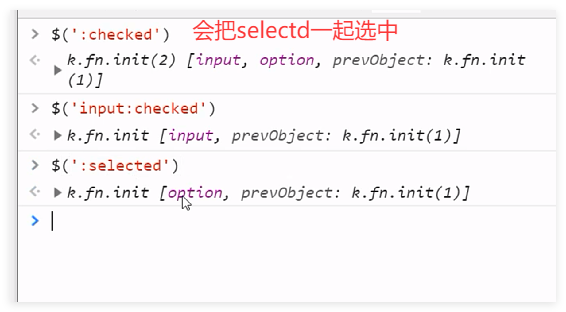 > $(':checked') 会把selectd一起选中
k.fn.init(2) [input, option, prevObject: k.fn.init
(1)]
> $('input:checked')
k.fn.init [input, prevObject: k.fn.init(1)]
> $(':selected')
k.fn.init [option, prevObject: k.fn.init(1)]
>